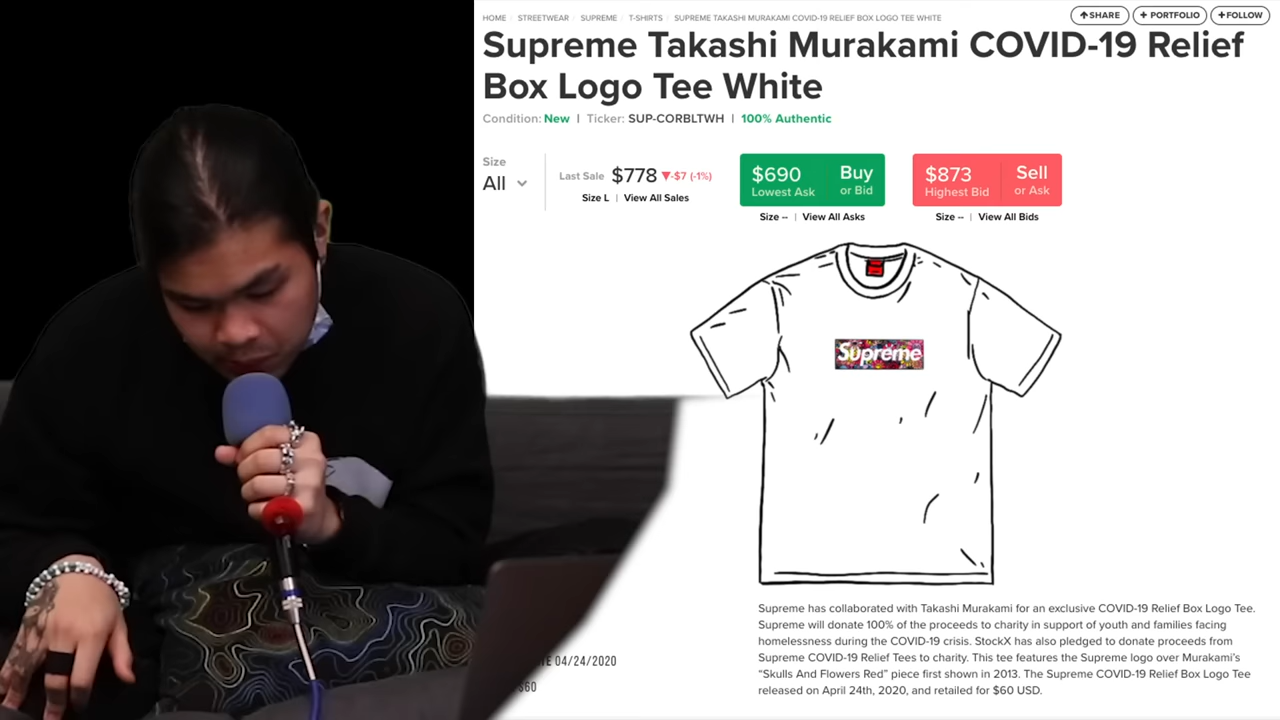 HOME STREETWEAR SUPREME T-SHIRTS SUPREME TAKASHI MURAKAMI COVID-19 RELIEF BOX LOGO TEE WHITE
SHARE
+ PORTFOLIO
+FOLLOW
Supreme Takashi Murakami COVID-19 Relief
Box Logo Tee White
Condition: New | Ticker: SUP-CORBLTWH | 100% Authentic
Size
All
Last Sale $778 ▼-$7 (-1%)
Size L | View All Sales
$690 Buy
Lowest Ask or Bid
Size -- | View All Asks
$873 Sell
Highest Bid or Ask
Size -- | View All Bids
Supreme
Supreme has collaborated with Takashi Murakami for an exclusive COVID-19 Relief Box Logo Tee.
Supreme will donate 100% of the proceeds to charity in support of youth and families facing
homelessness during the COVID-19 crisis. StockX has also pledged to donate proceeds from
Supreme COVID-19 Relief Tees to charity. This tee features the Supreme logo over Murakami's
“Skulls And Flowers Red” piece first shown in 2013. The Supreme COVID-19 Relief Box Logo Tee
released on April 24th, 2020, and retailed for $60 USD.
04/24/2020
$60